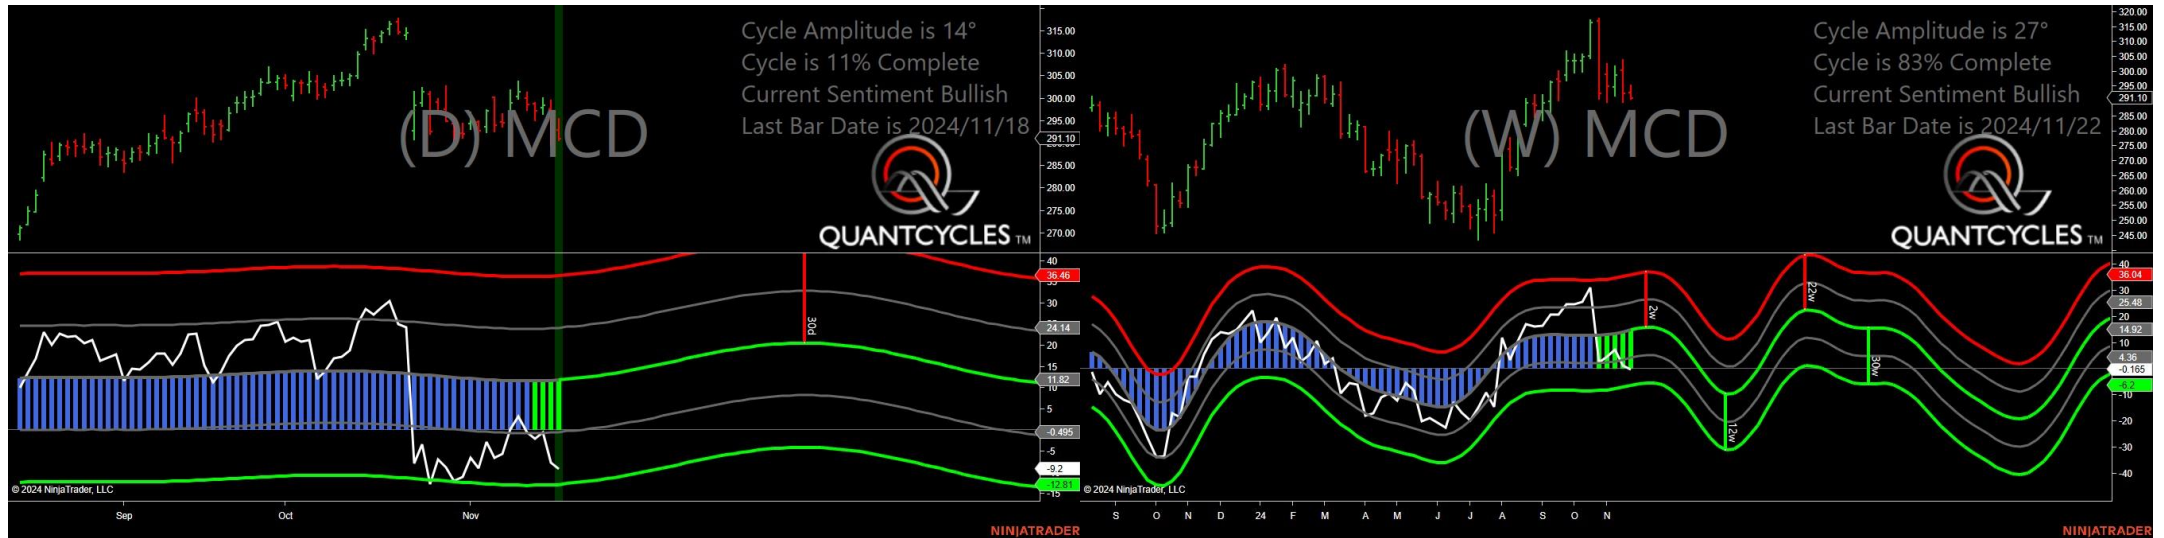 Cycle Amplitude is 14°
Cycle is 11% Complete
Current Sentiment Bullish
Last Bar Date is 2024/11/18
(D) MCD
QUANTCYCLES TM
315.00
310.00
305.00
300.00
295.00
291.10
285.00
280.00
275.00
270.00
40
36.46
30
24.14
20
15
11.82
5
-0.495
-5
-9.2
-12.81
-15
30d
© 2024 NinjaTrader, LLC
Sep
Oct
Nov
NINJATRADER
Cycle Amplitude is 27°
Cycle is 83% Complete
Current Sentiment Bullish
Last Bar Date is 2024/11/22
(W) MCD
QUANTCYCLES TM
320.00
315.00
310.00
305.00
300.00
295.00
291.10
285.00
280.00
275.00
270.00
265.00
260.00
255.00
250.00
245.00
40
36.04
30
25.48
20
14.92
10
4.36
-0.165
-6.2
-10
-20
-30
-40
2w
12w
22w
30w
© 2024 NinjaTrader, LLC
S O N D 24 F M A M J J A S O N
NINJATRADER